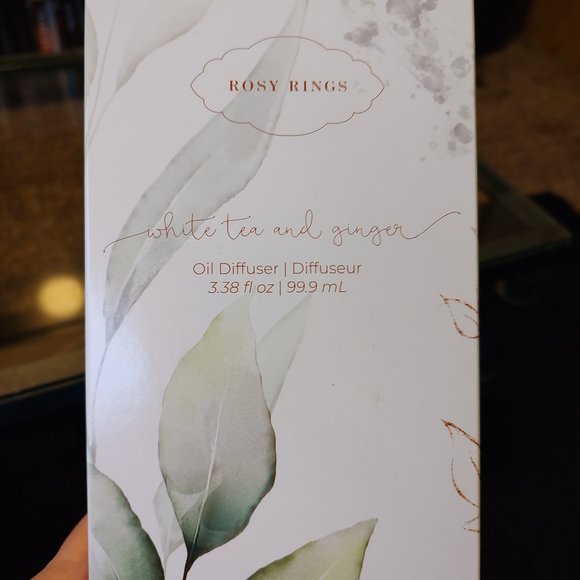 ROSY RINGS
white tea and ginger
Oil Diffuser | Diffuseur
3.38 fl oz | 99.9 mL